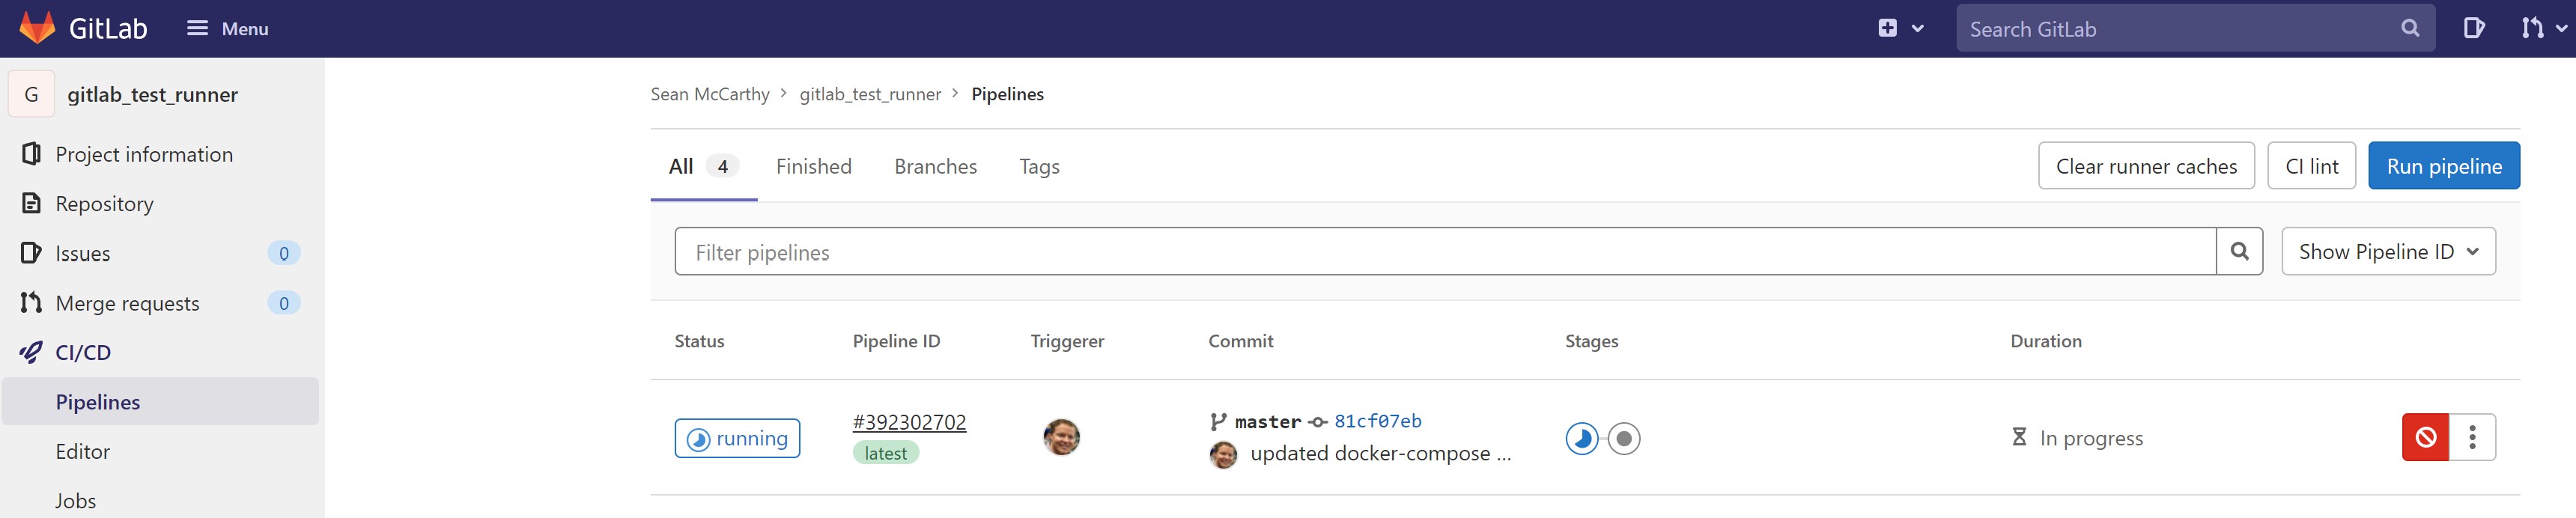 GitLab
Menu
Search GitLab
G
gitlab_test_runner
Project information
Repository
Issues 0
Merge requests 0
CI/CD
Pipelines
Editor
Jobs
Sean McCarthy > gitlab_test_runner > Pipelines
All 4 Finished Branches Tags
Clear runner caches CI lint Run pipeline
Filter pipelines
Show Pipeline ID
Status Pipeline ID Triggerer Commit Stages Duration
running #392302702 master 81cf07eb In progress
latest updated docker-compose ...